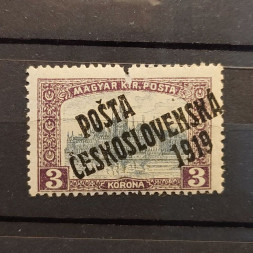 MAGYAR KIR. POSTA
POŠTA
ČESKOSLOVENSKÁ
1919
3 KORONA 3